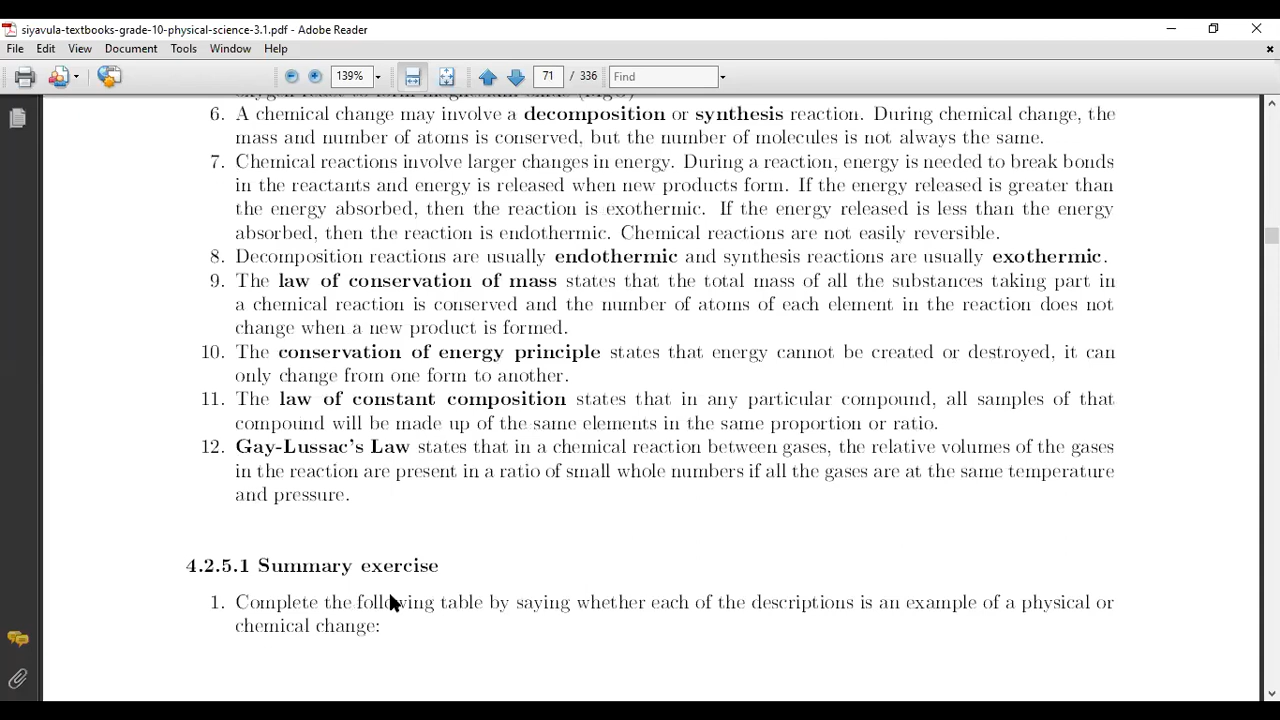 siyavula-textbooks-grade-10-physical-science-3.1.pdf - Adobe Reader
File Edit View Document Tools Window Help
139% 71 / 336 Find
6. A chemical change may involve a decomposition or synthesis reaction. During chemical change, the
mass and number of atoms is conserved, but the number of molecules is not always the same.
7. Chemical reactions involve larger changes in energy. During a reaction, energy is needed to break bonds
in the reactants and energy is released when new products form. If the energy released is greater than
the energy absorbed, then the reaction is exothermic. If the energy released is less than the energy
absorbed, then the reaction is endothermic. Chemical reactions are not easily reversible.
8. Decomposition reactions are usually endothermic and synthesis reactions are usually exothermic.
9. The law of conservation of mass states that the total mass of all the substances taking part in
a chemical reaction is conserved and the number of atoms of each element in the reaction does not
change when a new product is formed.
10. The conservation of energy principle states that energy cannot be created or destroyed, it can
only change from one form to another.
11. The law of constant composition states that in any particular compound, all samples of that
compound will be made up of the same elements in the same proportion or ratio.
12. Gay-Lussac's Law states that in a chemical reaction between gases, the relative volumes of the gases
in the reaction are present in a ratio of small whole numbers if all the gases are at the same temperature
and pressure.
4.2.5.1 Summary exercise
1. Complete the following table by saying whether each of the descriptions is an example of a physical or
chemical change: